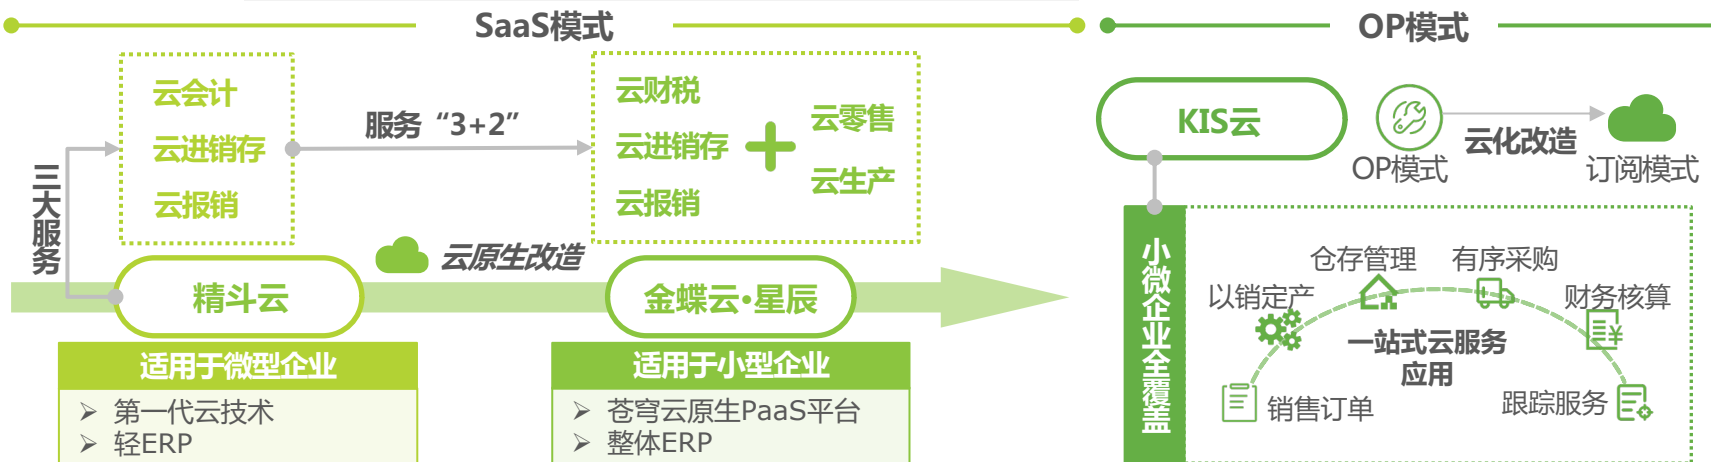 SaaS模式
云会计
云进销存
云报销
三大服务
服务“3+2”
云财税
云进销存
云报销
云零售
云生产
云原生改造
精斗云
金蝶云·星辰
适用于微型企业
第一代云技术
轻ERP
适用于小型企业
苍穹云原生PaaS平台
整体ERP
OP模式
KIS云
OP模式
云化改造
订阅模式
小微企业全覆盖
仓存管理
有序采购
以销定产
财务核算
一站式云服务
应用
销售订单
跟踪服务